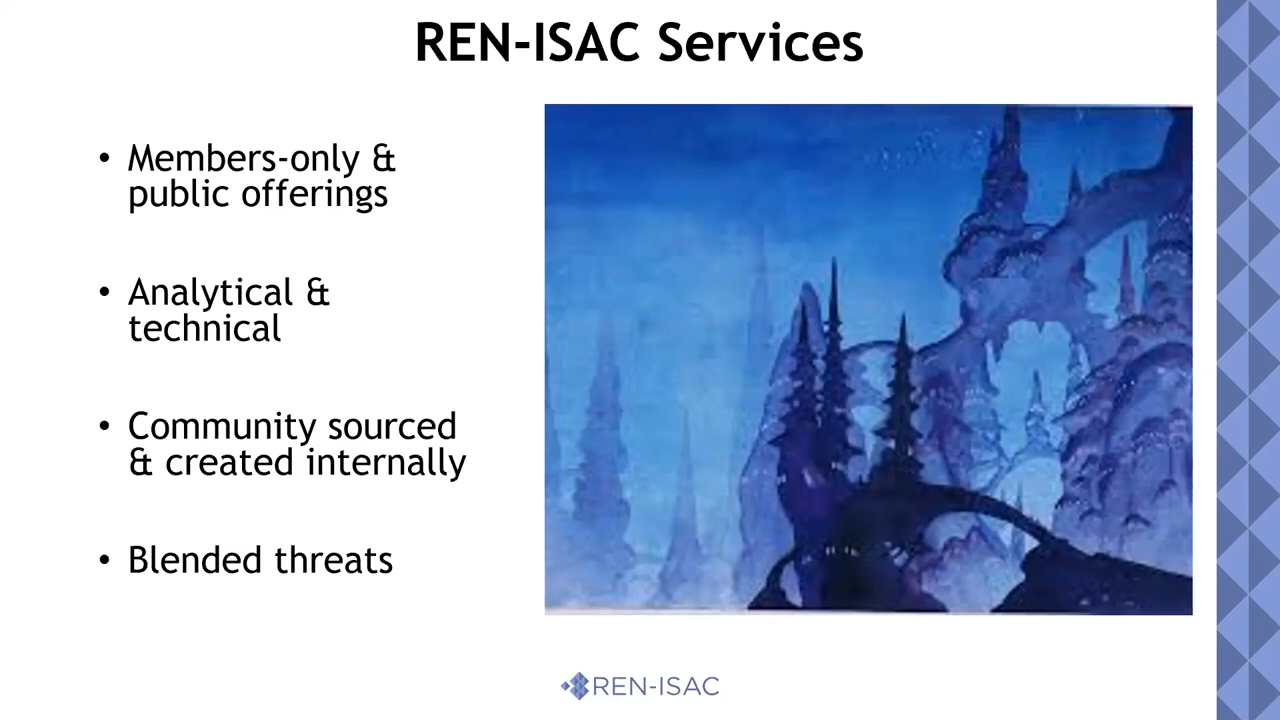 REN-ISAC Services
• Members-only &
public offerings
• Analytical &
technical
• Community sourced
& created internally
• Blended threats
REN-ISAC